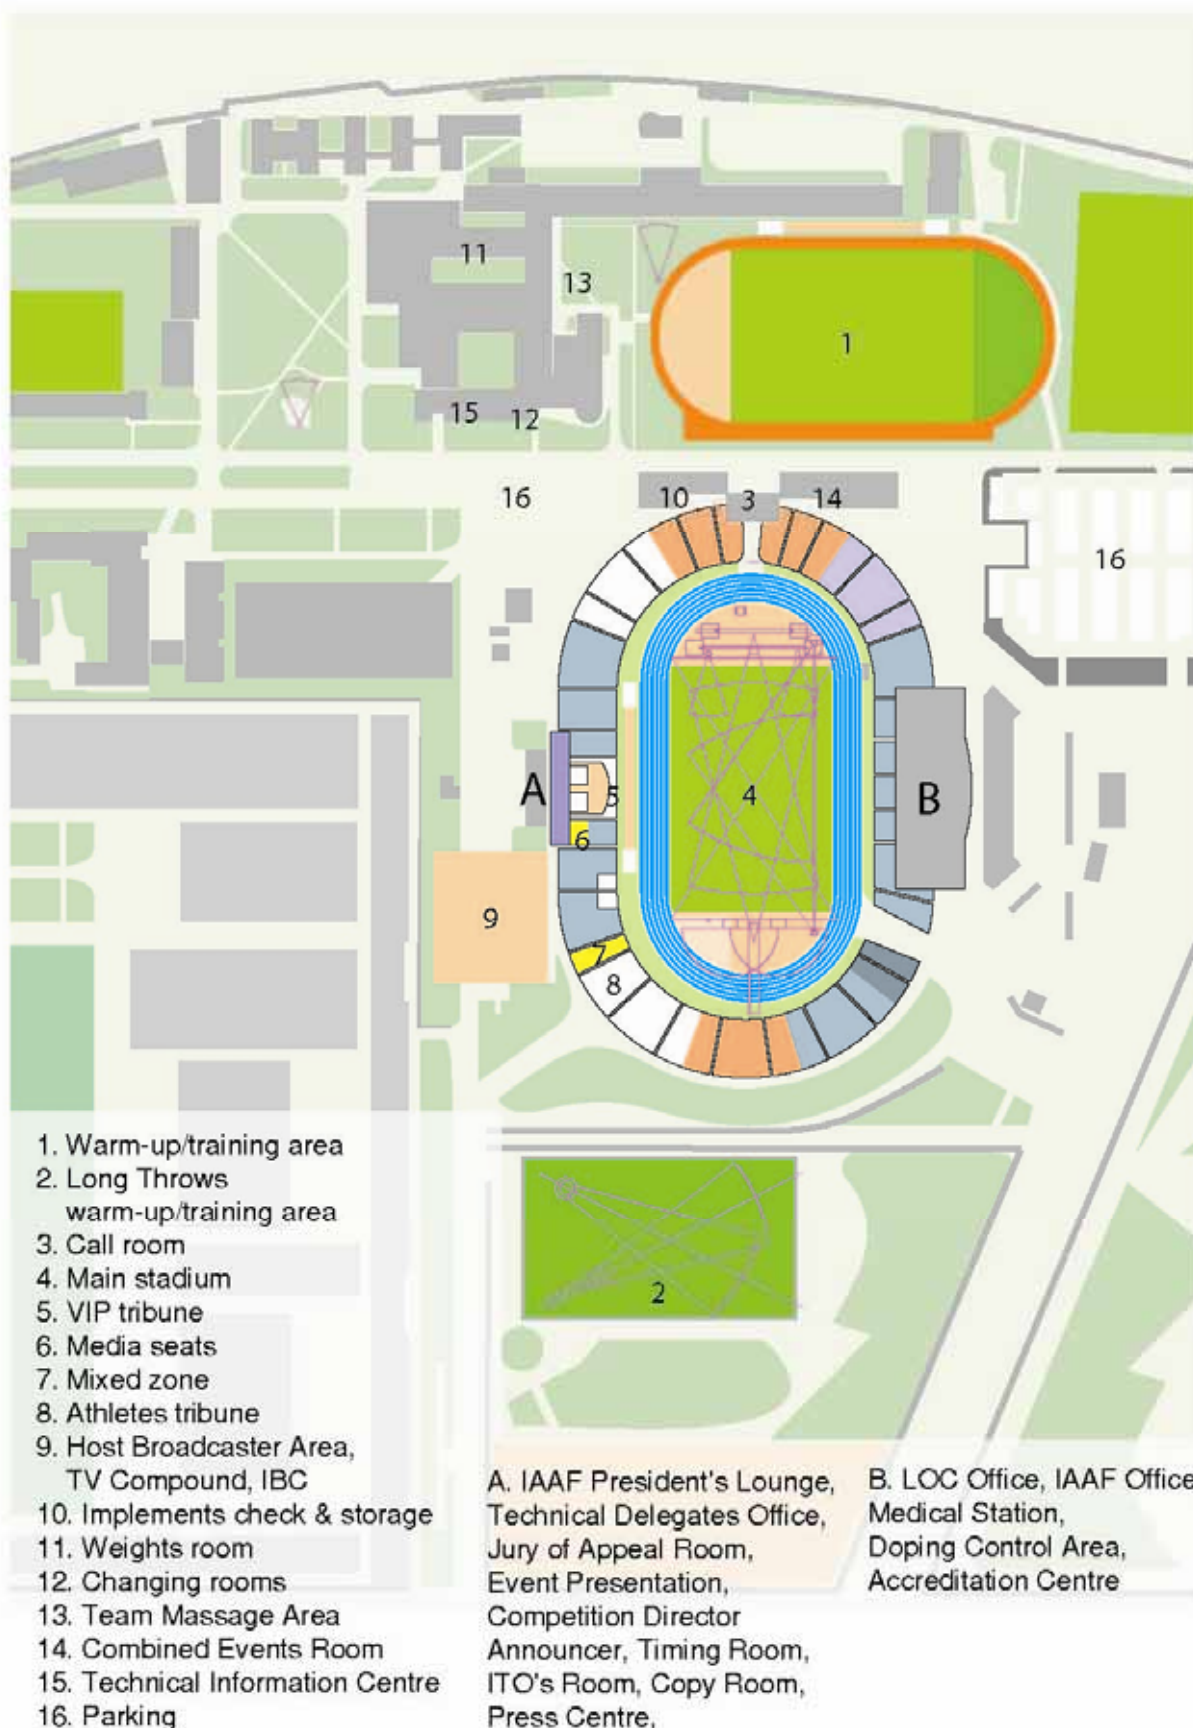 11
13
1
15
12
16
10
3
14
16
A
5
4
B
6
9
7
8
2
1. Warm-up/training area
2. Long Throws
warm-up/training area
3. Call room
4. Main stadium
5. VIP tribune
6. Media seats
7. Mixed zone
8. Athletes tribune
9. Host Broadcaster Area,
TV Compound, IBC
10. Implements check & storage
11. Weights room
12. Changing rooms
13. Team Massage Area
14. Combined Events Room
15. Technical Information Centre
16. Parking
A. IAAF President's Lounge,
Technical Delegates Office,
Jury of Appeal Room,
Event Presentation,
Competition Director
Announcer, Timing Room,
ITO's Room, Copy Room,
Press Centre,
B. LOC Office, IAAF Office
Medical Station,
Doping Control Area,
Accreditation Centre